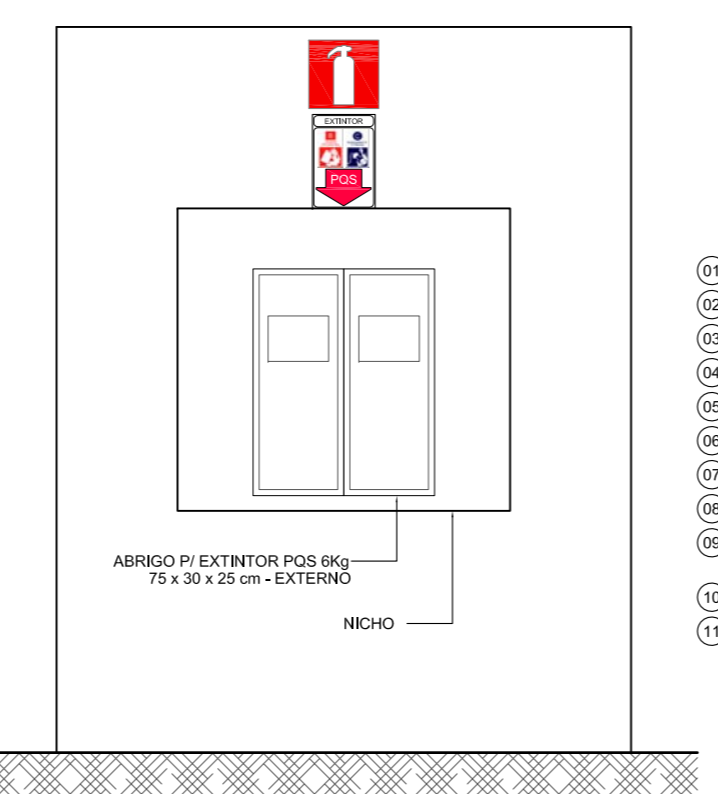 EXTINTOR
B C
PQS
ABRIGO P/ EXTINTOR PQS 6Kg
75 x 30 x 25 cm - EXTERNO
NICHO
01
02
03
04
05
06
07
08
09
10
11